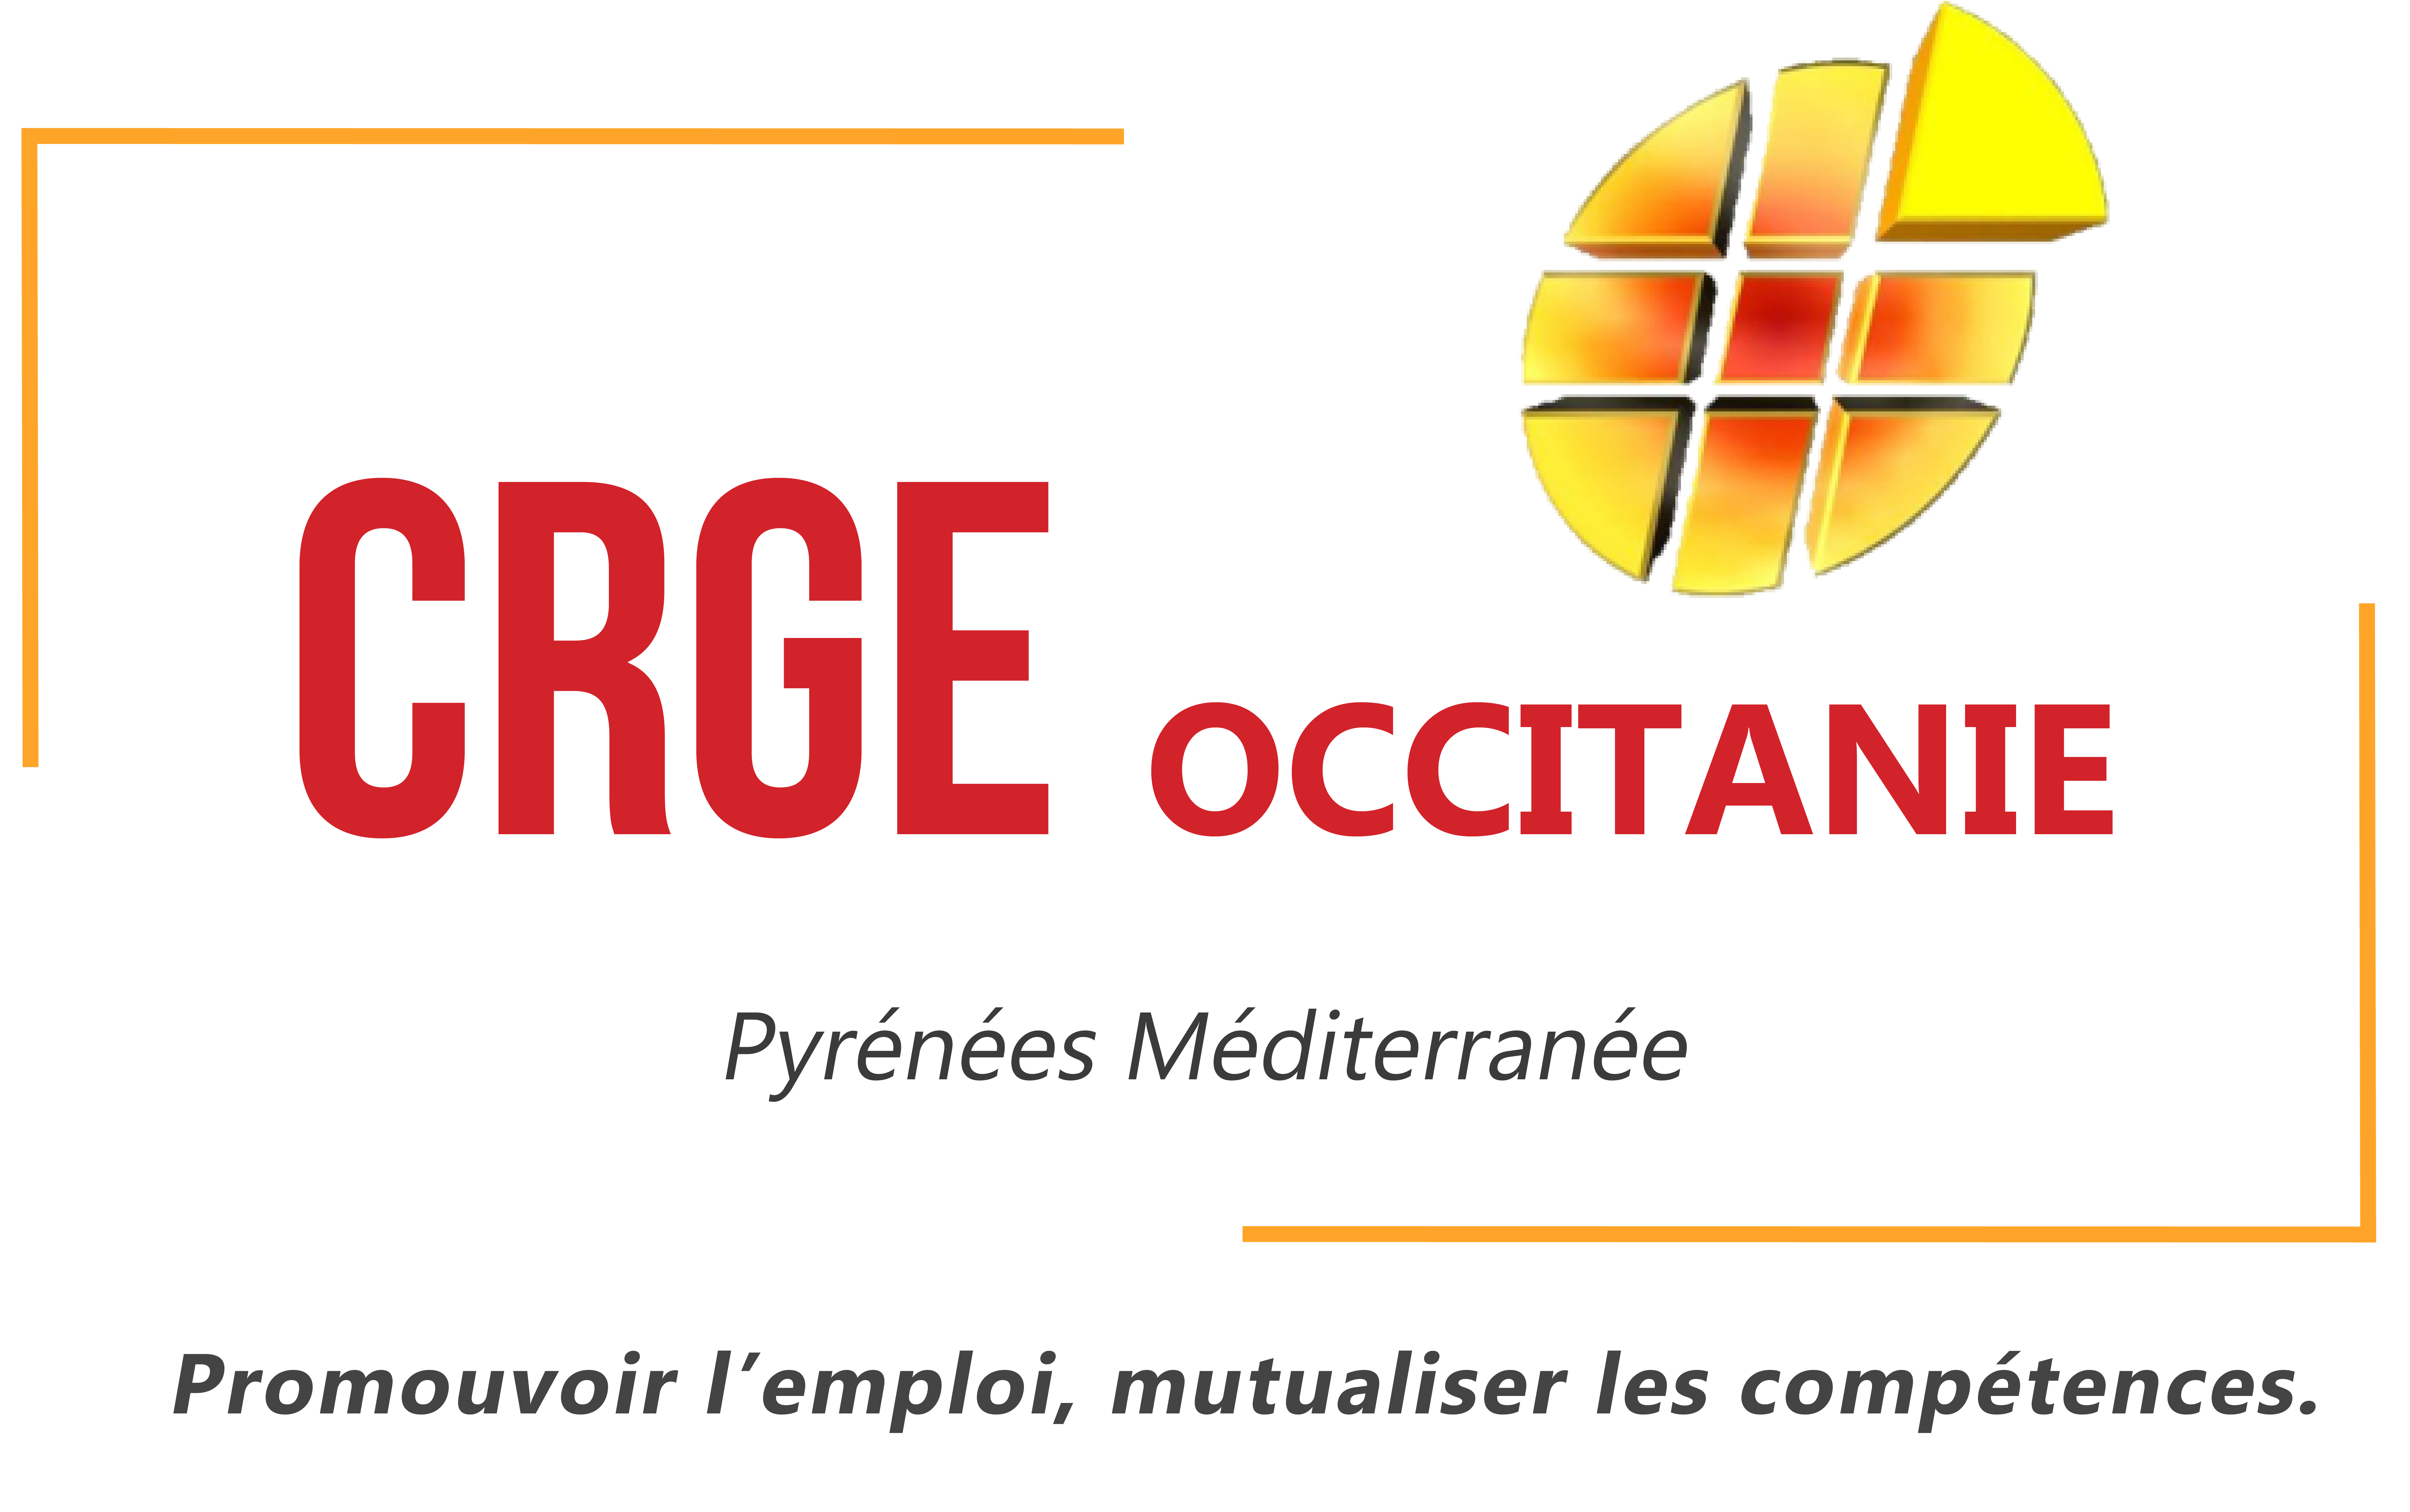 CRGE OCCITANIE
Pyrénées Méditerranée
Promouvoir l'emploi, mutualiser les compétences.